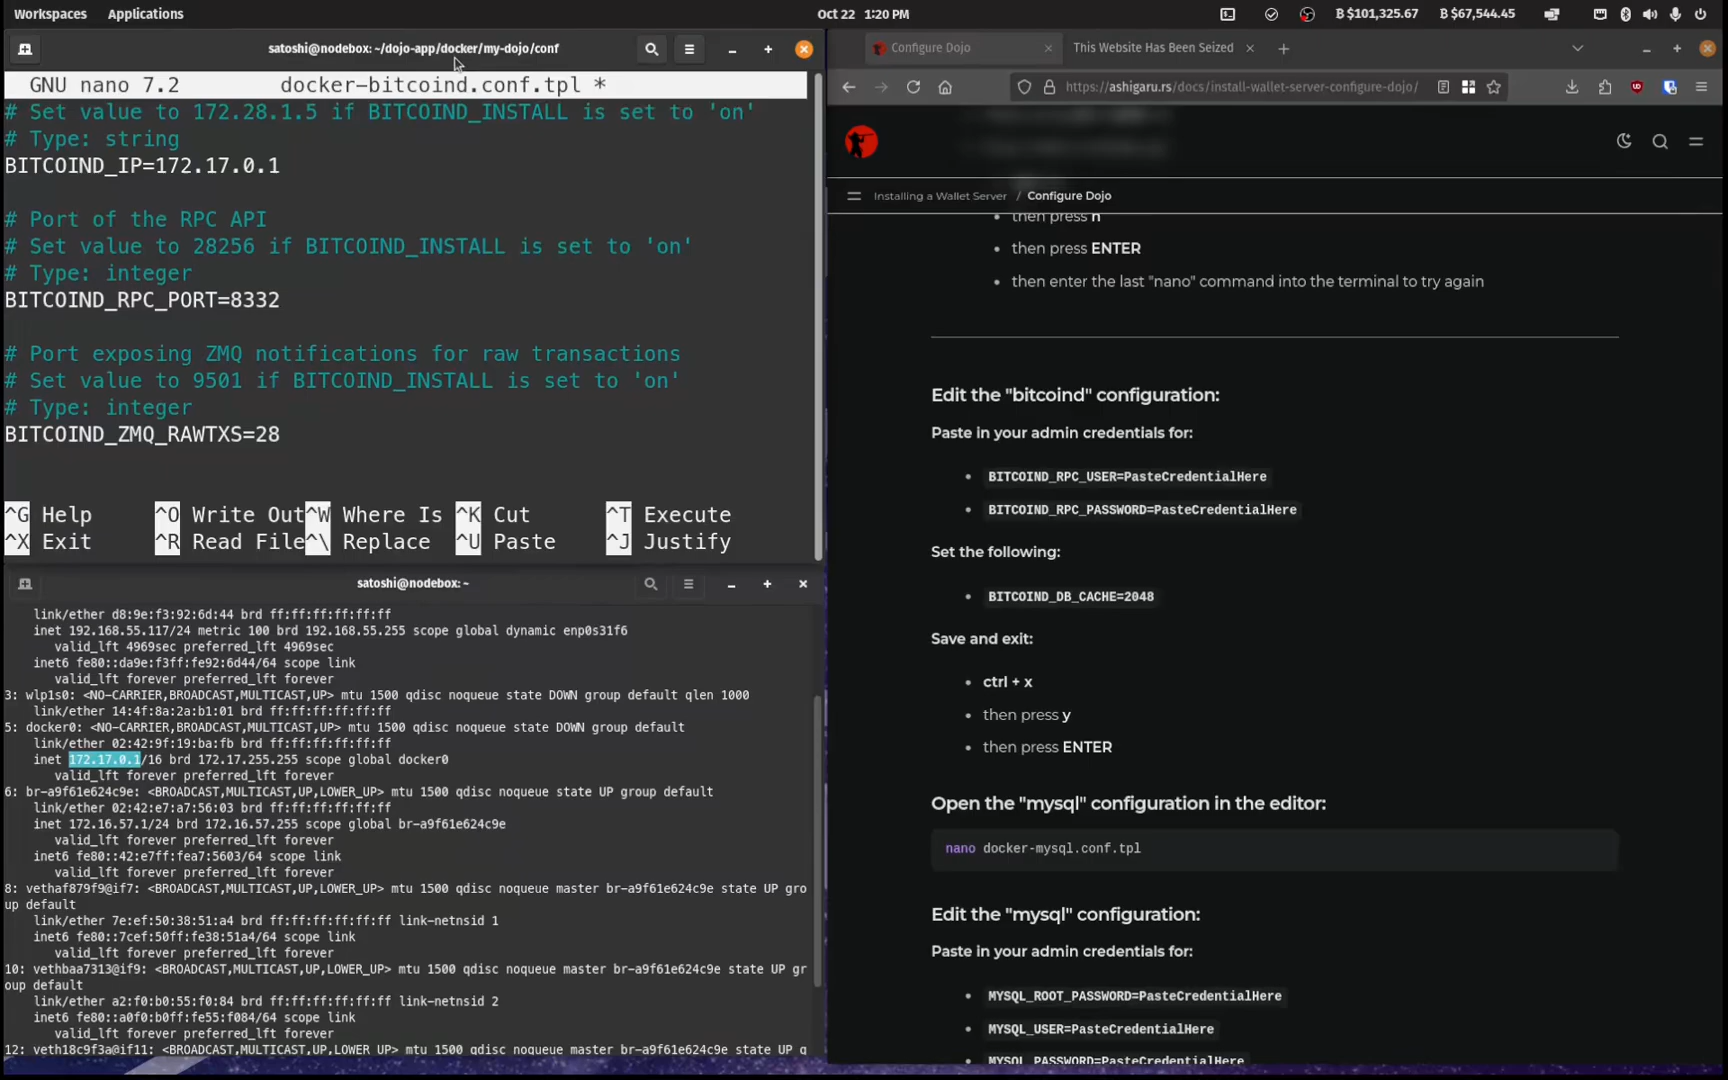 Workspaces Applications Oct 22 1:20 PM ₿ $101,325.67 ₿ $67,544.45
satoshi@nodebox: ~/dojo-app/docker/my-dojo/conf
GNU nano 7.2 docker-bitcoind.conf.tpl *
# Set value to 172.28.1.5 if BITCOIND_INSTALL is set to 'on'
# Type: string
BITCOIND_IP=172.17.0.1
# Port of the RPC API
# Set value to 28256 if BITCOIND_INSTALL is set to 'on'
# Type: integer
BITCOIND_RPC_PORT=8332
# Port exposing ZMQ notifications for raw transactions
# Set value to 9501 if BITCOIND_INSTALL is set to 'on'
# Type: integer
BITCOIND_ZMQ_RAWTXS=28
^G Help ^O Write Out ^W Where Is ^K Cut ^T Execute
^X Exit ^R Read File ^\ Replace ^U Paste ^J Justify
satoshi@nodebox: ~
link/ether d8:9e:f3:92:6d:44 brd ff:ff:ff:ff:ff:ff
inet 192.168.55.117/24 metric 100 brd 192.168.55.255 scope global dynamic enp0s31f6
valid_lft 4969sec preferred_lft 4969sec
inet6 fe80::da9e:f3ff:fe92:6d44/64 scope link
valid_lft forever preferred_lft forever
3: wlp1s0: <NO-CARRIER,BROADCAST,MULTICAST,UP> mtu 1500 qdisc noqueue state DOWN group default qlen 1000
link/ether 14:4f:8a:2a:b1:01 brd ff:ff:ff:ff:ff:ff
5: docker0: <NO-CARRIER,BROADCAST,MULTICAST,UP> mtu 1500 qdisc noqueue state DOWN group default
link/ether 02:42:9f:19:ba:fb brd ff:ff:ff:ff:ff:ff
inet 172.17.0.1/16 brd 172.17.255.255 scope global docker0
valid_lft forever preferred_lft forever
6: br-a9f61e624c9e: <BROADCAST,MULTICAST,UP,LOWER_UP> mtu 1500 qdisc noqueue state UP group default
link/ether 02:42:e7:a7:56:03 brd ff:ff:ff:ff:ff:ff
inet 172.16.57.1/24 brd 172.16.57.255 scope global br-a9f61e624c9e
valid_lft forever preferred_lft forever
inet6 fe80::42:e7ff:fea7:5603/64 scope link
valid_lft forever preferred_lft forever
8: vethaf879f9@if7: <BROADCAST,MULTICAST,UP,LOWER_UP> mtu 1500 qdisc noqueue master br-a9f61e624c9e state UP gro
up default
link/ether 7e:ef:50:38:51:a4 brd ff:ff:ff:ff:ff:ff link-netnsid 1
inet6 fe80::7cef:50ff:fe38:51a4/64 scope link
valid_lft forever preferred_lft forever
10: vethbaa7313@if9: <BROADCAST,MULTICAST,UP,LOWER_UP> mtu 1500 qdisc noqueue master br-a9f61e624c9e state UP gr
oup default
link/ether a2:f0:b0:55:f0:84 brd ff:ff:ff:ff:ff:ff link-netnsid 2
inet6 fe80::a0f0:b0ff:fe55:f084/64 scope link
valid_lft forever preferred_lft forever
12: veth18c9f3a@if11: <BROADCAST,MULTICAST,UP,LOWER UP> mtu 1500 qdisc noqueue master br-a9f61e624c9e state UP g
Configure Dojo This Website Has Been Seized
https://ashigaru.rs/docs/install-wallet-server-configure-dojo/
Installing a Wallet Server / Configure Dojo
then press n
then press ENTER
then enter the last "nano" command into the terminal to try again
Edit the "bitcoind" configuration:
Paste in your admin credentials for:
BITCOIND_RPC_USER=PasteCredentialHere
BITCOIND_RPC_PASSWORD=PasteCredentialHere
Set the following:
BITCOIND_DB_CACHE=2048
Save and exit:
ctrl + x
then press y
then press ENTER
Open the "mysql" configuration in the editor:
nano docker-mysql.conf.tpl
Edit the "mysql" configuration:
Paste in your admin credentials for:
MYSQL_ROOT_PASSWORD=PasteCredentialHere
MYSQL_USER=PasteCredentialHere
MYSQL_PASSWORD=PasteCredentialHere